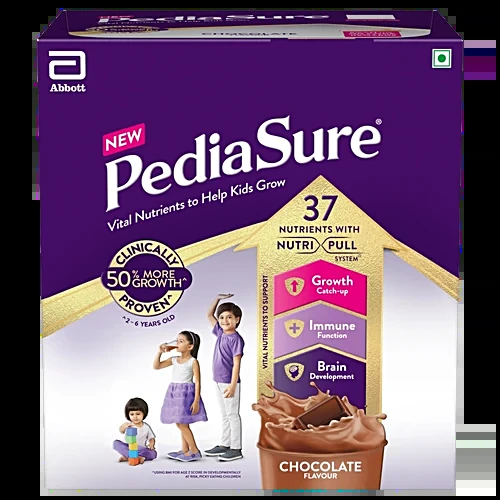 CHOCOLATE
Abbott
NEW
PediaSure®
Vital Nutrients to Help Kids Grow
CLINICALLY
50% MORE
GROWTH^
PROVEN^
^2 - 6 YEARS OLD
37
NUTRIENTS WITH
NUTRI PULL
SYSTEM
VITAL NUTRIENTS TO SUPPORT
Growth
Catch-up
Immune
Function
Brain
Development
CHOCOLATE
FLAVOUR